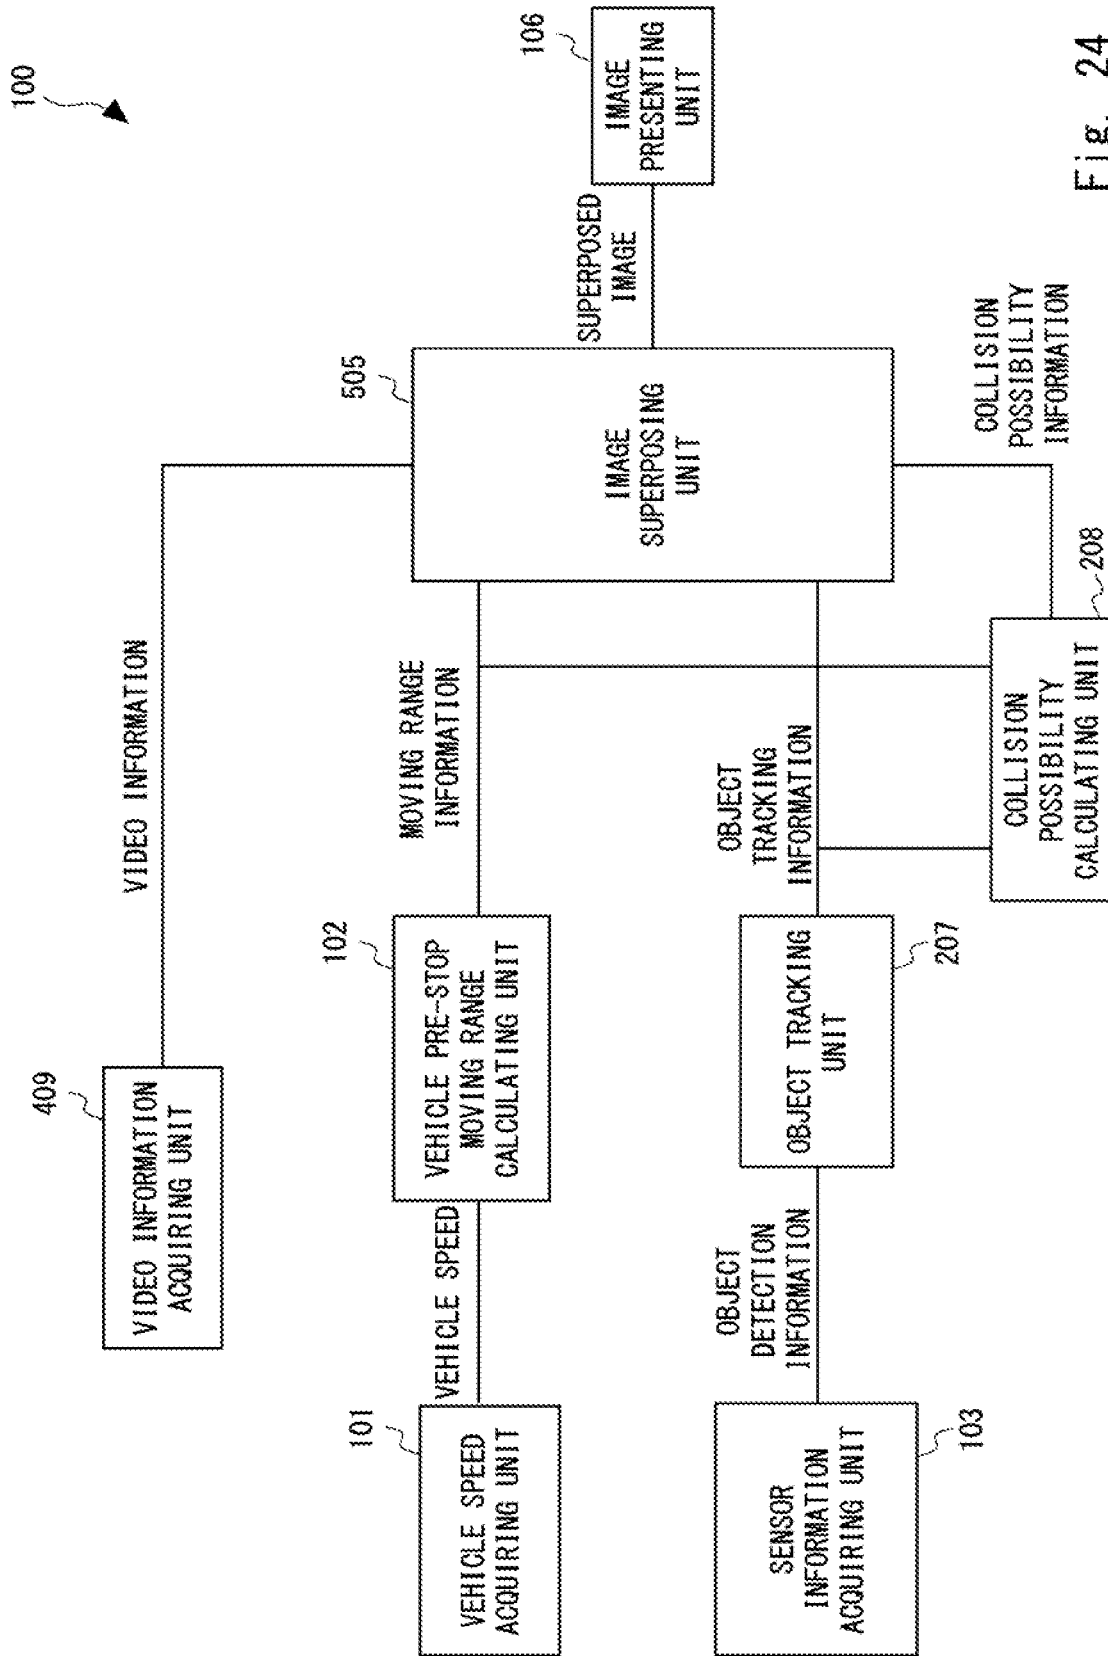 100
409
VIDEO INFORMATION
ACQUIRING UNIT
VIDEO INFORMATION
101
VEHICLE SPEED
ACQUIRING UNIT
VEHICLE SPEED
102
VEHICLE PRE-STOP
MOVING RANGE
CALCULATING UNIT
MOVING RANGE
INFORMATION
505
IMAGE
SUPERPOSING
UNIT
SUPERPOSED
IMAGE
106
IMAGE
PRESENTING
UNIT
SENSOR
INFORMATION
ACQUIRING UNIT
103
OBJECT
DETECTION
INFORMATION
OBJECT TRACKING
UNIT
207
OBJECT
TRACKING
INFORMATION
COLLISION
POSSIBILITY
CALCULATING UNIT
208
COLLISION
POSSIBILITY
INFORMATION
Fig. 24